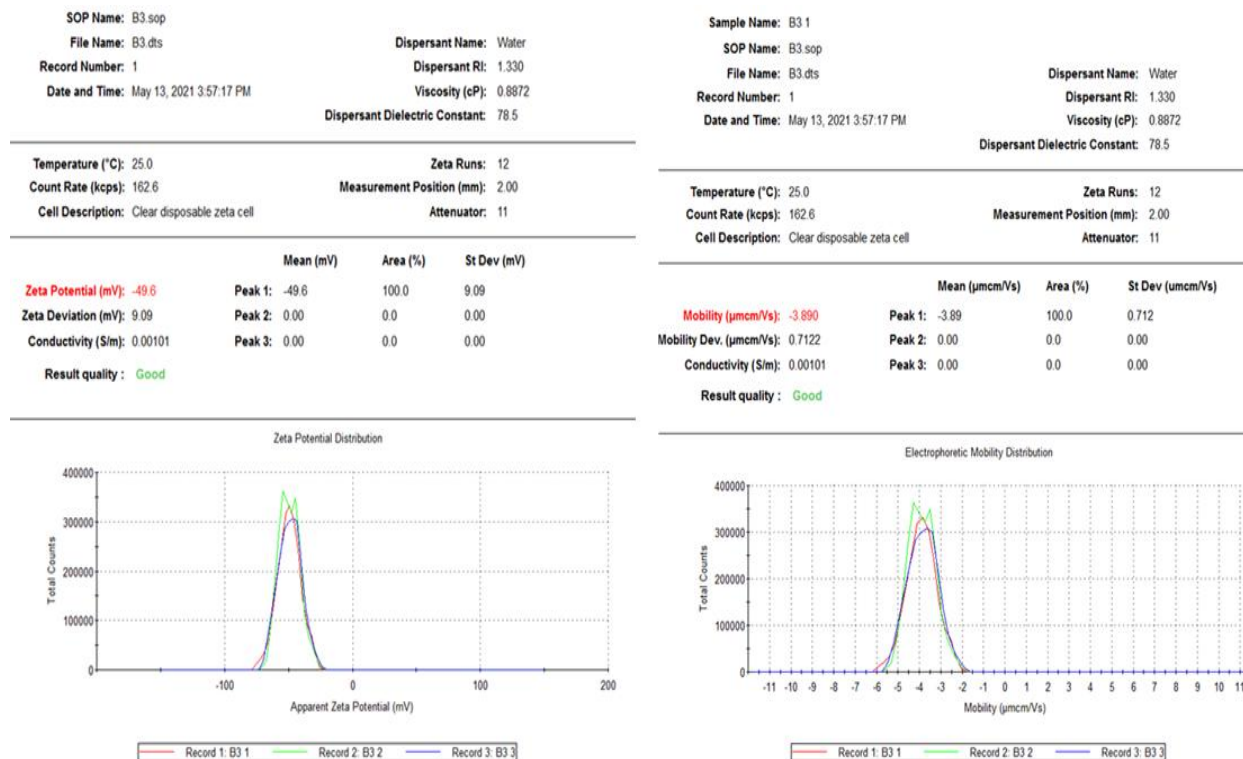 SOP Name: B3.sop
File Name: B3.dts Dispersant Name: Water
Record Number: 1 Dispersant RI: 1.330
Date and Time: May 13, 2021 3:57:17 PM Viscosity (cP): 0.8872
Dispersant Dielectric Constant: 78.5
Temperature (°C): 25.0 Zeta Runs: 12
Count Rate (kcps): 162.6 Measurement Position (mm): 2.00
Cell Description: Clear disposable zeta cell Attenuator: 11
Mean (mV) Area (%) St Dev (mV)
Zeta Potential (mV): -49.6 Peak 1: -49.6 100.0 9.09
Zeta Deviation (mV): 9.09 Peak 2: 0.00 0.0 0.00
Conductivity (S/m): 0.00101 Peak 3: 0.00 0.0 0.00
Result quality : Good
Zeta Potential Distribution
400000
300000
200000
100000
0
Total Counts
-100 0 100 200
Apparent Zeta Potential (mV)
Record 1: B3 1 Record 2: B3 2 Record 3: B3 3
Sample Name: B3 1
SOP Name: B3.sop
File Name: B3.dts Dispersant Name: Water
Record Number: 1 Dispersant RI: 1.330
Date and Time: May 13, 2021 3:57:17 PM Viscosity (cP): 0.8872
Dispersant Dielectric Constant: 78.5
Temperature (°C): 25.0 Zeta Runs: 12
Count Rate (kcps): 162.6 Measurement Position (mm): 2.00
Cell Description: Clear disposable zeta cell Attenuator: 11
Mean (µmcm/Vs) Area (%) St Dev (umcm/Vs)
Mobility (µmcm/Vs): -3.890 Peak 1: -3.89 100.0 0.712
Mobility Dev. (µmcm/Vs): 0.7122 Peak 2: 0.00 0.0 0.00
Conductivity (S/m): 0.00101 Peak 3: 0.00 0.0 0.00
Result quality : Good
Electrophoretic Mobility Distribution
400000
300000
200000
100000
0
Total Counts
-11 -10 -9 -8 -7 -6 -5 -4 -3 -2 -1 0 1 2 3 4 5 6 7 8 9 10 11
Mobility (µmcm/Vs)
Record 1: B3 1 Record 2: B3 2 Record 3: B3 3